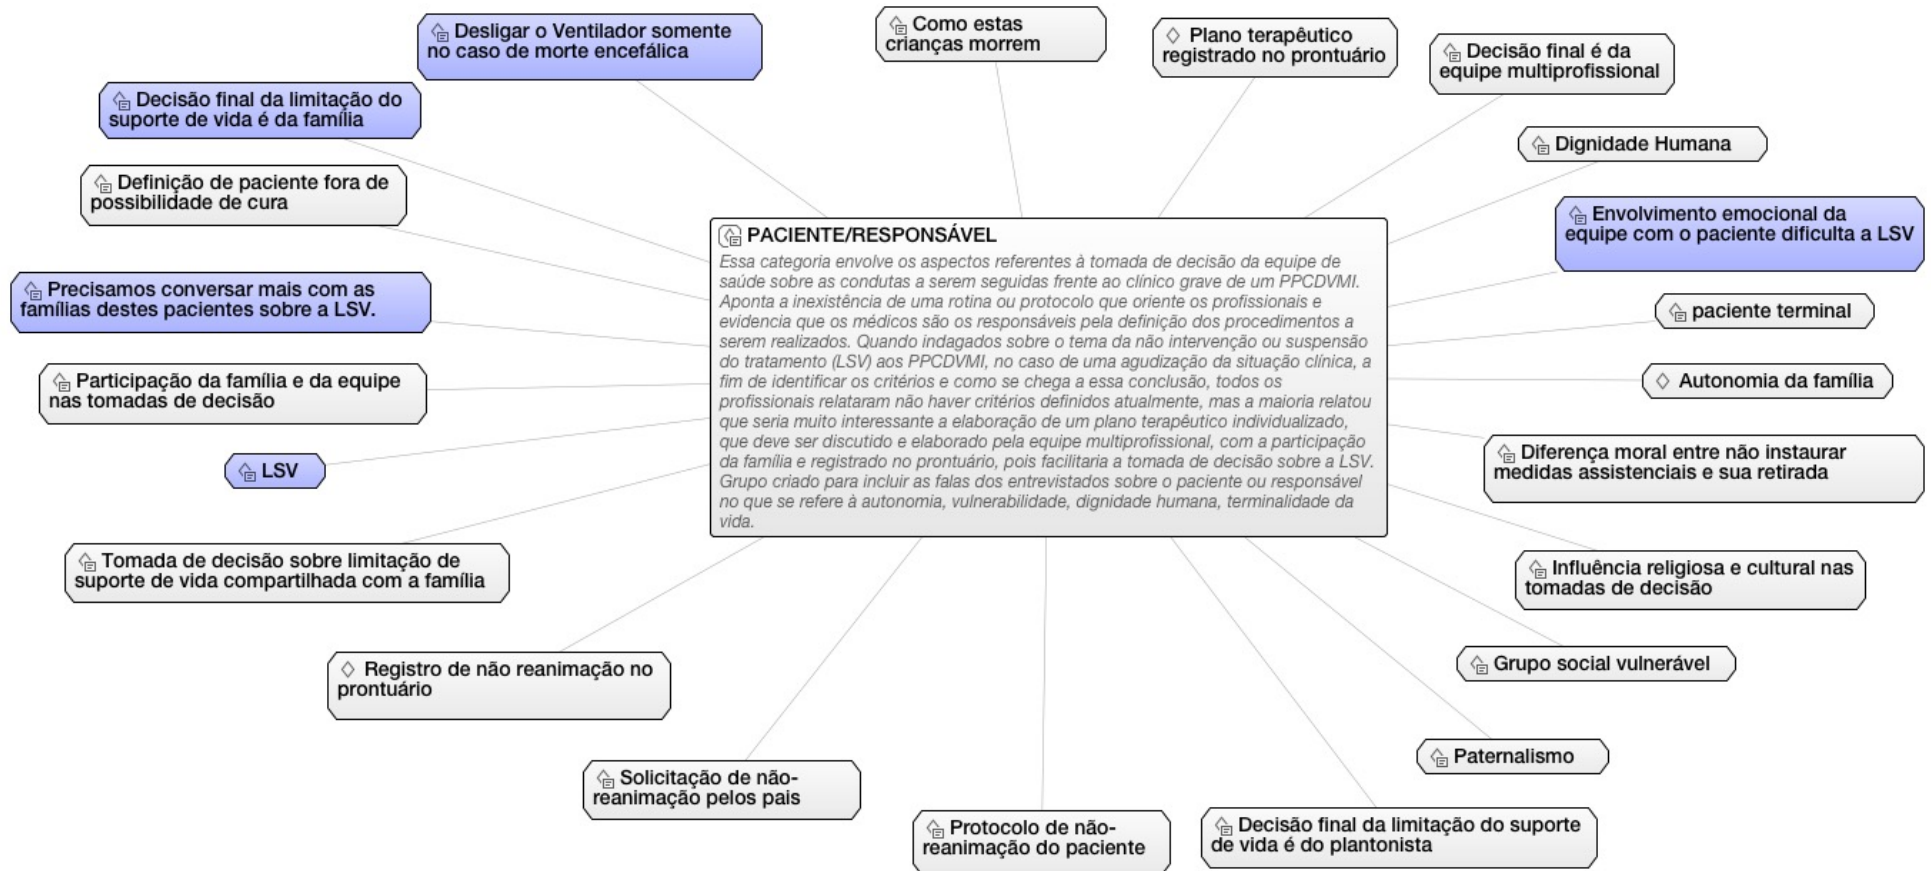 Desligar o Ventilador somente
no caso de morte encefálica
Como estas
crianças morrem
Plano terapêutico
registrado no prontuário
Decisão final é da
equipe multiprofissional
Decisão final da limitação do
suporte de vida é da família
Dignidade Humana
Definição de paciente fora de
possibilidade de cura
Envolvimento emocional da
equipe com o paciente dificulta a LSV
PACIENTE/RESPONSÁVEL
Essa categoria envolve os aspectos referentes à tomada de decisão da equipe de
saúde sobre as condutas a serem seguidas frente ao clínico grave de um PPCDVMI.
Aponta a inexistência de uma rotina ou protocolo que oriente os profissionais e
evidencia que os médicos são os responsáveis pela definição dos procedimentos a
serem realizados. Quando indagados sobre o tema da não intervenção ou suspensão
do tratamento (LSV) aos PPCDVMI, no caso de uma agudização da situação clínica, a
fim de identificar os critérios e como se chega a essa conclusão, todos os
profissionais relataram não haver critérios definidos atualmente, mas a maioria relatou
que seria muito interessante a elaboração de um plano terapêutico individualizado,
que deve ser discutido e elaborado pela equipe multiprofissional, com a participação
da família e registrado no prontuário, pois facilitaria a tomada de decisão sobre a LSV.
Grupo criado para incluir as falas dos entrevistados sobre o paciente ou responsável
no que se refere à autonomia, vulnerabilidade, dignidade humana, terminalidade da
vida.
Precisamos conversar mais com as
famílias destes pacientes sobre a LSV.
paciente terminal
Participação da família e da equipe
nas tomadas de decisão
Autonomia da família
LSV
Diferença moral entre não instaurar
medidas assistenciais e sua retirada
Tomada de decisão sobre limitação de
suporte de vida compartilhada com a família
Influência religiosa e cultural nas
tomadas de decisão
Registro de não reanimação no
prontuário
Grupo social vulnerável
Solicitação de não-
reanimação pelos pais
Paternalismo
Protocolo de não-
reanimação do paciente
Decisão final da limitação do suporte
de vida é do plantonista